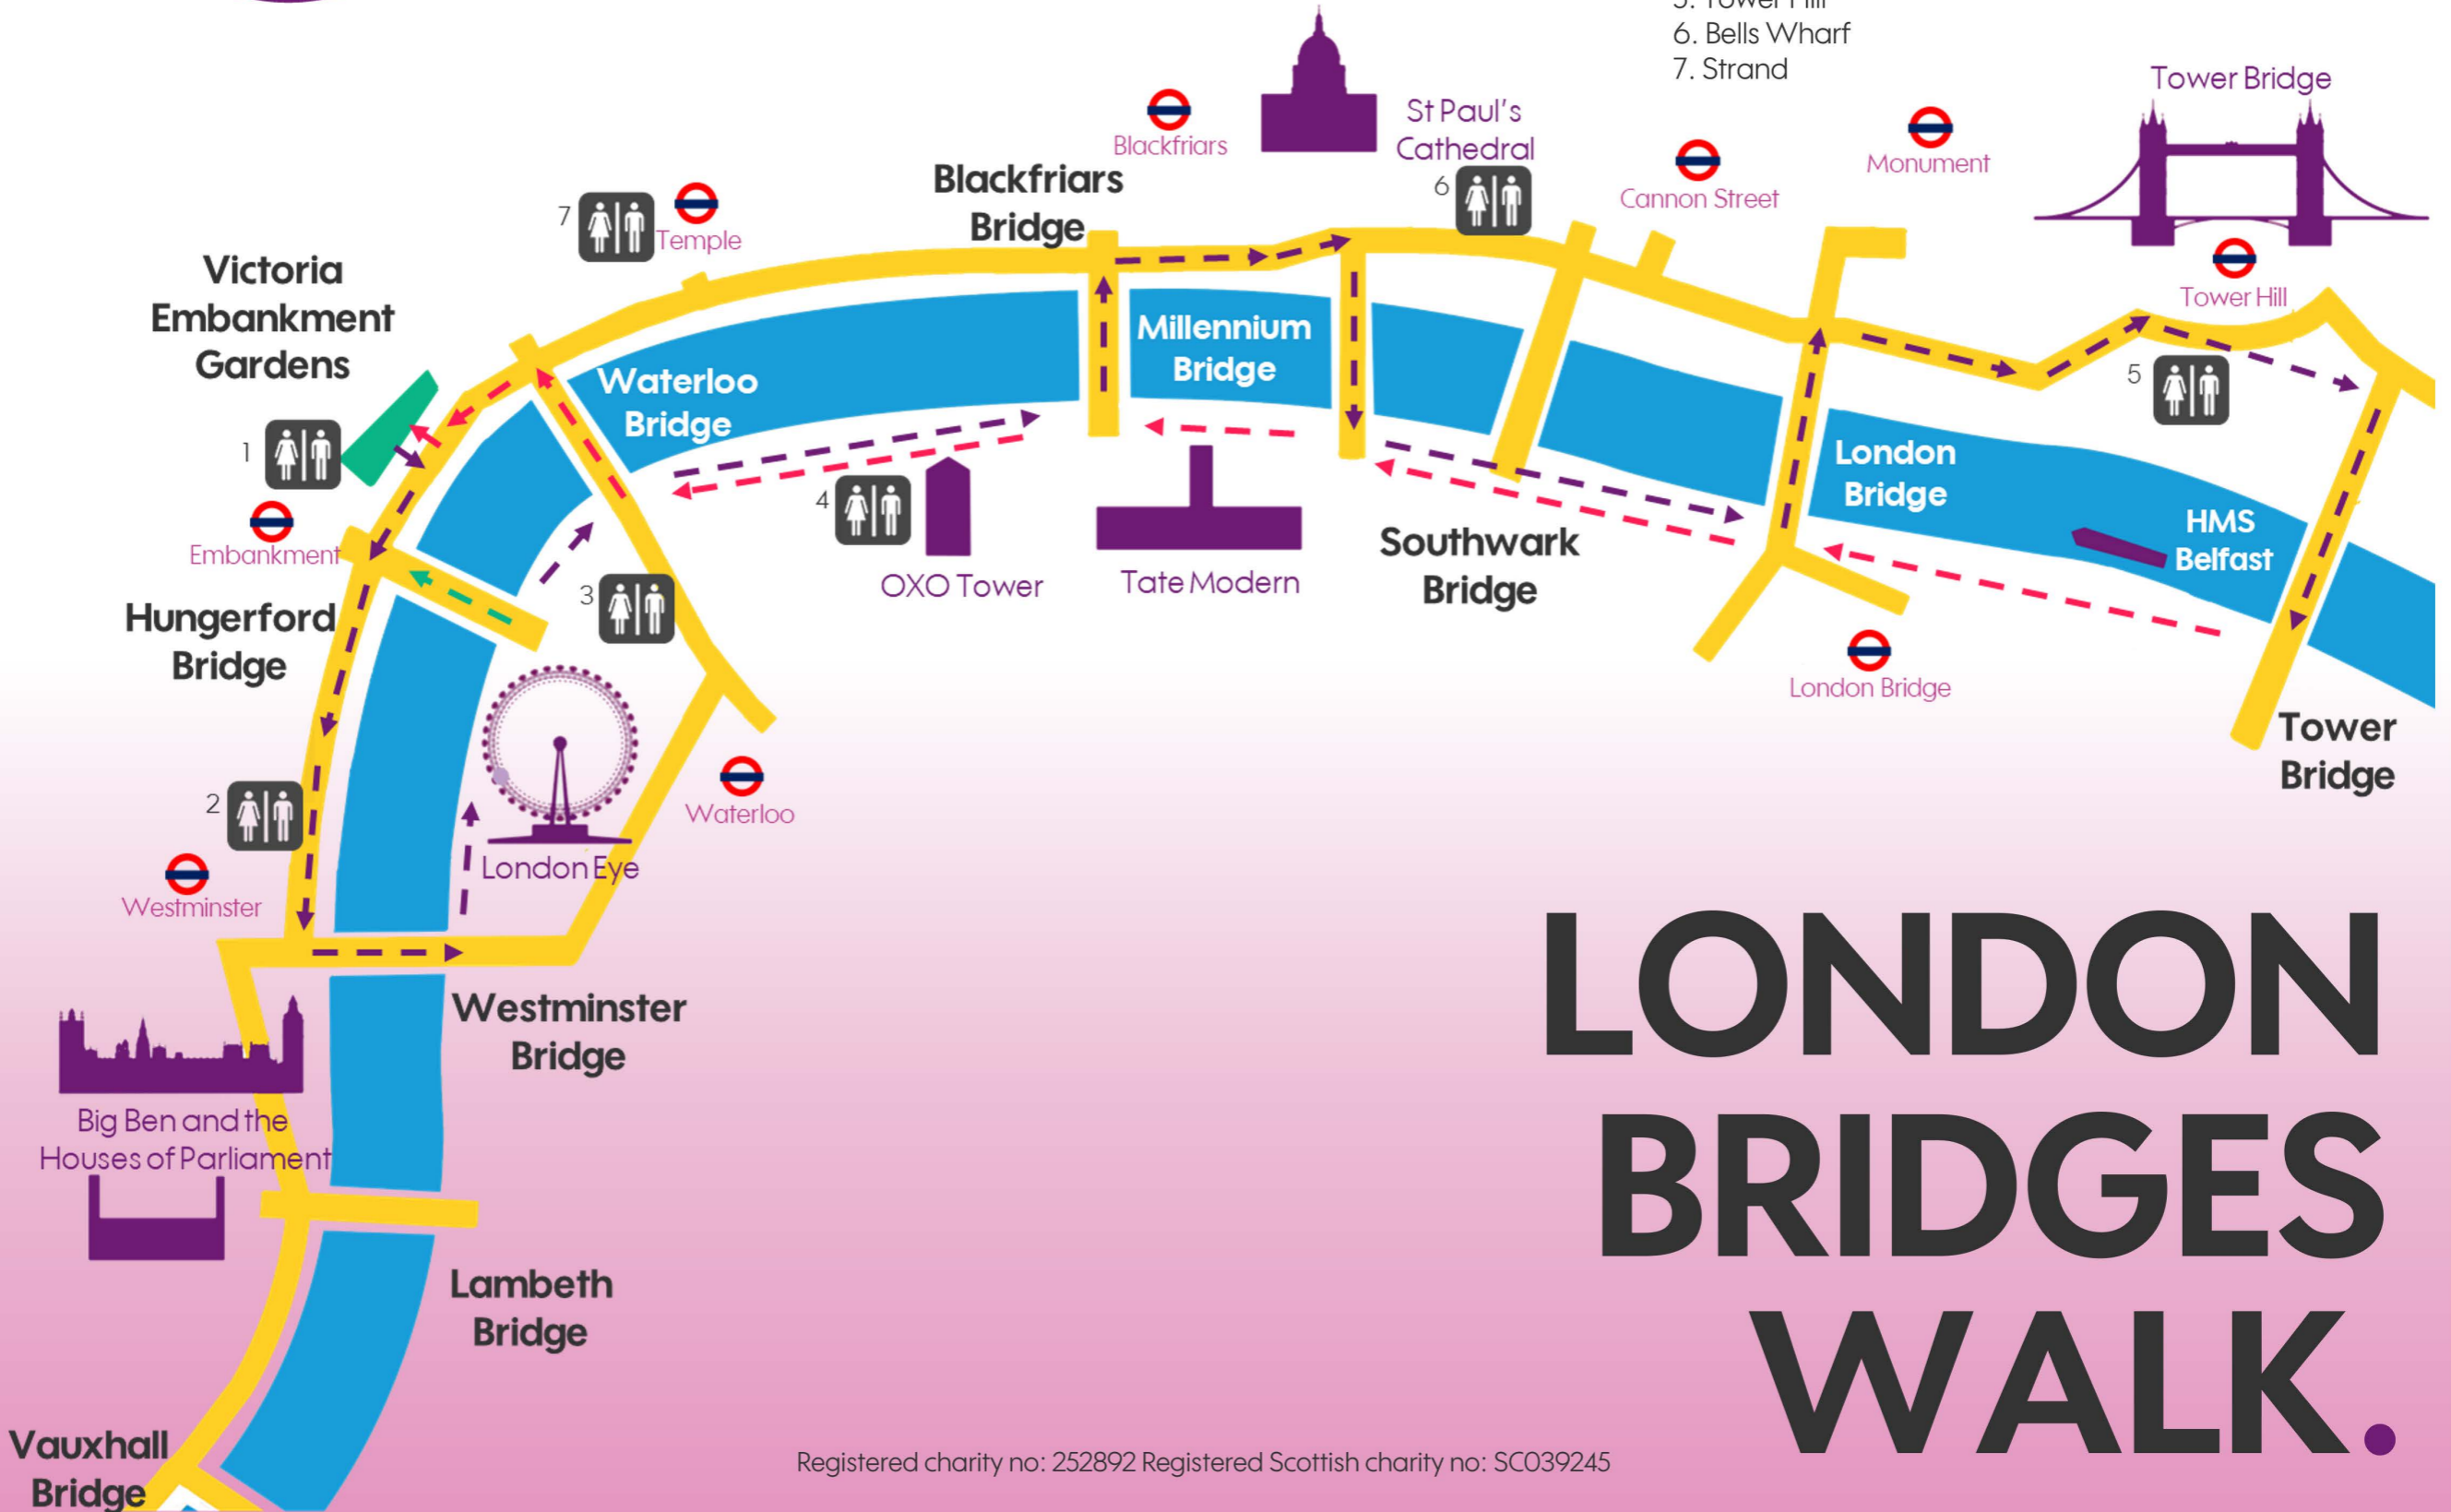 5. Tower Hill
6. Bells Wharf
7. Strand
Tower Bridge
St Paul's
Cathedral
Blackfriars
Monument
Cannon Street
Blackfriars
Bridge
6
7
Temple
Victoria
Embankment
Gardens
Tower Hill
Millennium
Bridge
Waterloo
Bridge
5
1
London
Bridge
4
HMS
Belfast
Embankment
Southwark
Bridge
OXO Tower
Tate Modern
3
Hungerford
Bridge
London Bridge
Tower
Bridge
2
Waterloo
London Eye
Westminster
Westminster
Bridge
Big Ben and the
Houses of Parliament
Lambeth
Bridge
Vauxhall
Bridge
LONDON
BRIDGES
WALK.
Registered charity no: 252892 Registered Scottish charity no: SC039245